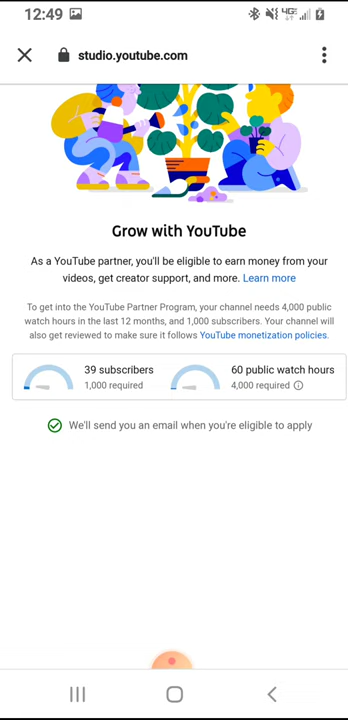 12:49
4GE
studio.youtube.com
Grow with YouTube
As a YouTube partner, you'll be eligible to earn money from your
videos, get creator support, and more. Learn more
To get into the YouTube Partner Program, your channel needs 4,000 public
watch hours in the last 12 months, and 1,000 subscribers. Your channel will
also get reviewed to make sure it follows YouTube monetization policies.
39 subscribers
1,000 required
60 public watch hours
4,000 required
We'll send you an email when you're eligible to apply